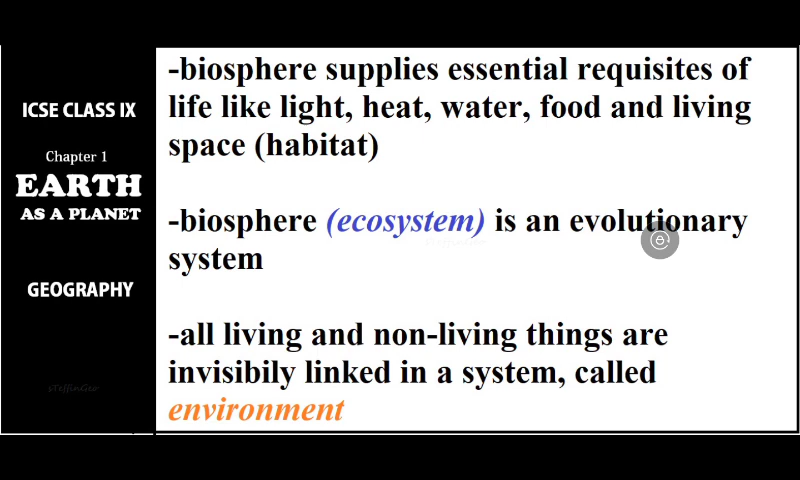 ICSE CLASS IX
Chapter 1
EARTH
AS A PLANET
GEOGRAPHY
sTeffinGeo
-biosphere supplies essential requisites of
life like light, heat, water, food and living
space (habitat)
-biosphere (ecosystem) is an evolutionary
system
-all living and non-living things are
invisibily linked in a system, called
environment